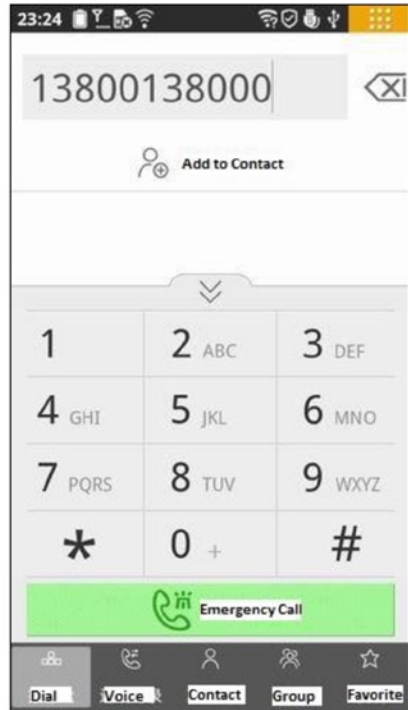 23:24
13800138000
Add to Contact
1 2 ABC 3 DEF
4 GHI 5 JKL 6 MNO
7 PQRS 8 TUV 9 WXYZ
* 0 + #
Emergency Call
Dial Voice Contact Group Favorite